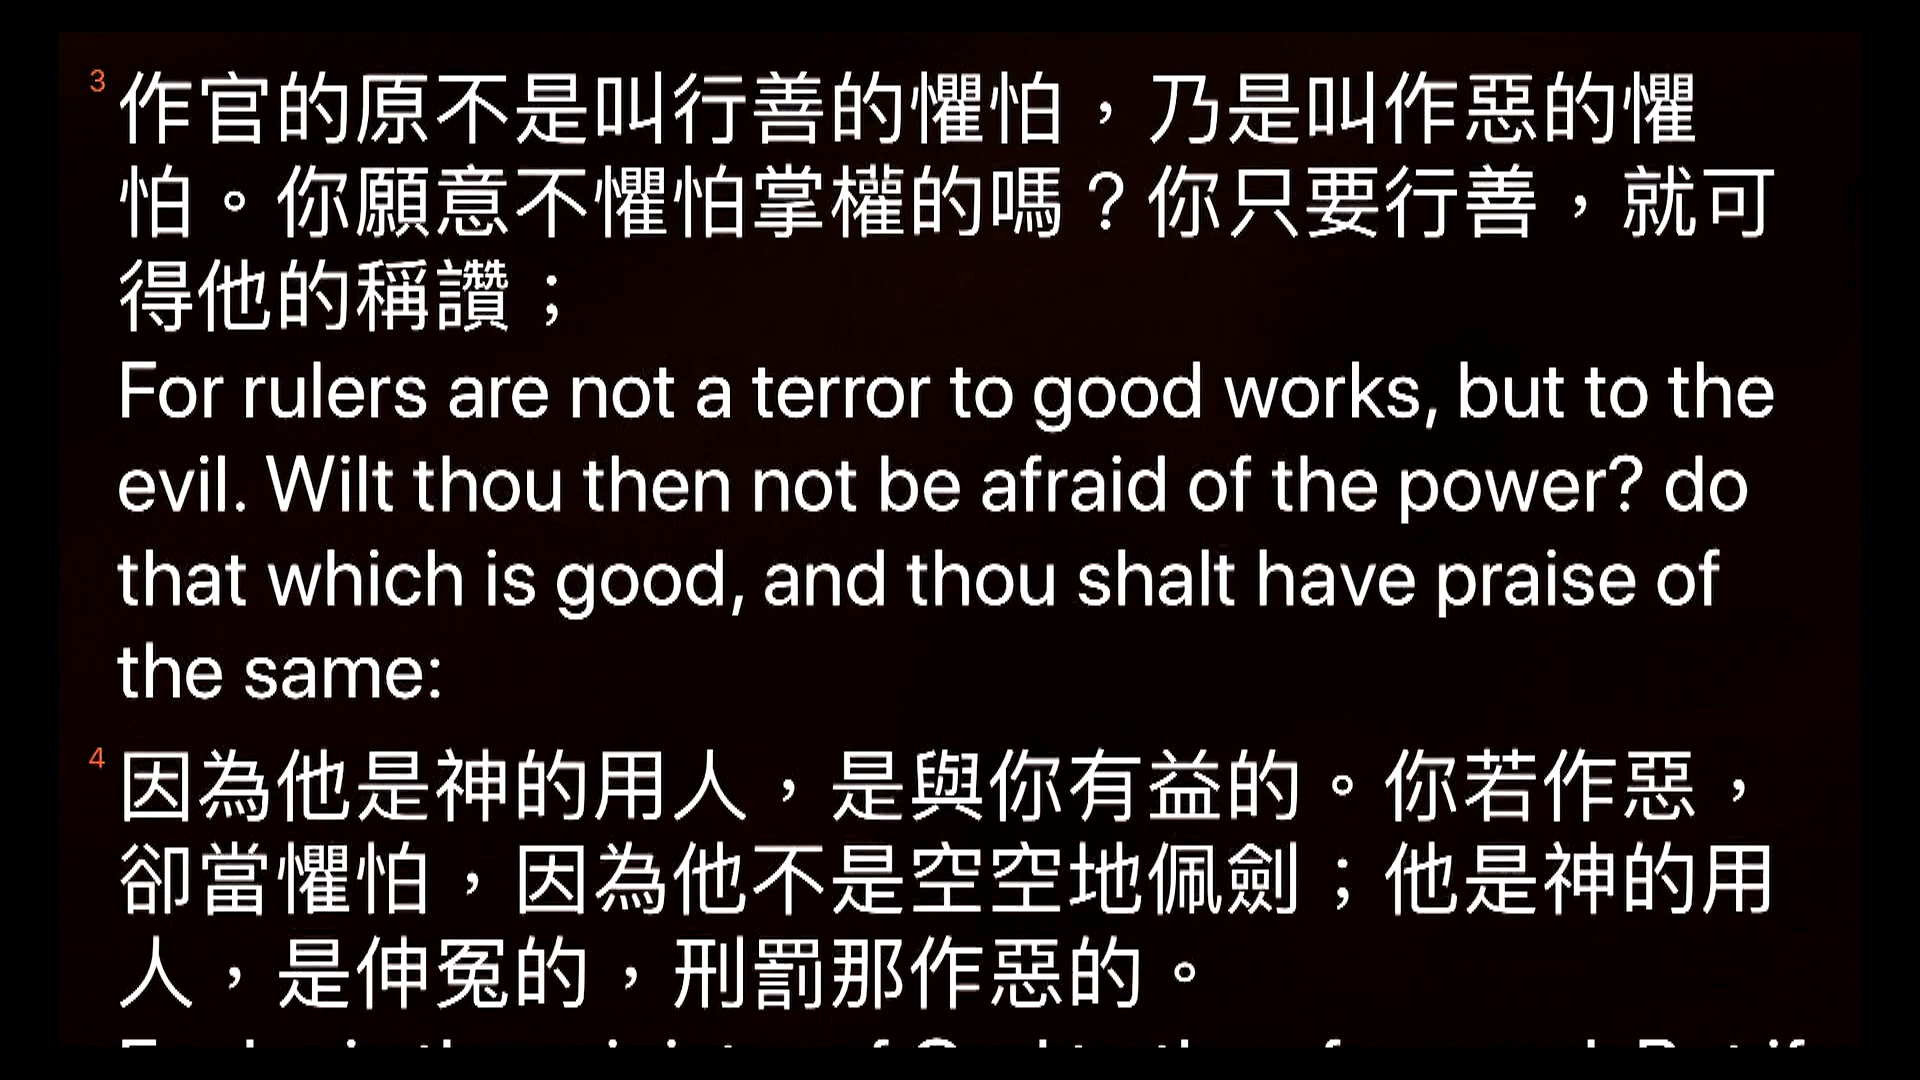 3 作官的原不是叫行善的懼怕，乃是叫作惡的懼
怕。你願意不懼怕掌權的嗎？你只要行善，就可
得他的稱讚；
For rulers are not a terror to good works, but to the
evil. Wilt thou then not be afraid of the power? do
that which is good, and thou shalt have praise of
the same:
4 因為他是神的用人，是與你有益的。你若作惡，
卻當懼怕，因為他不是空空地佩劍；他是神的用
人，是伸冤的，刑罰那作惡的。